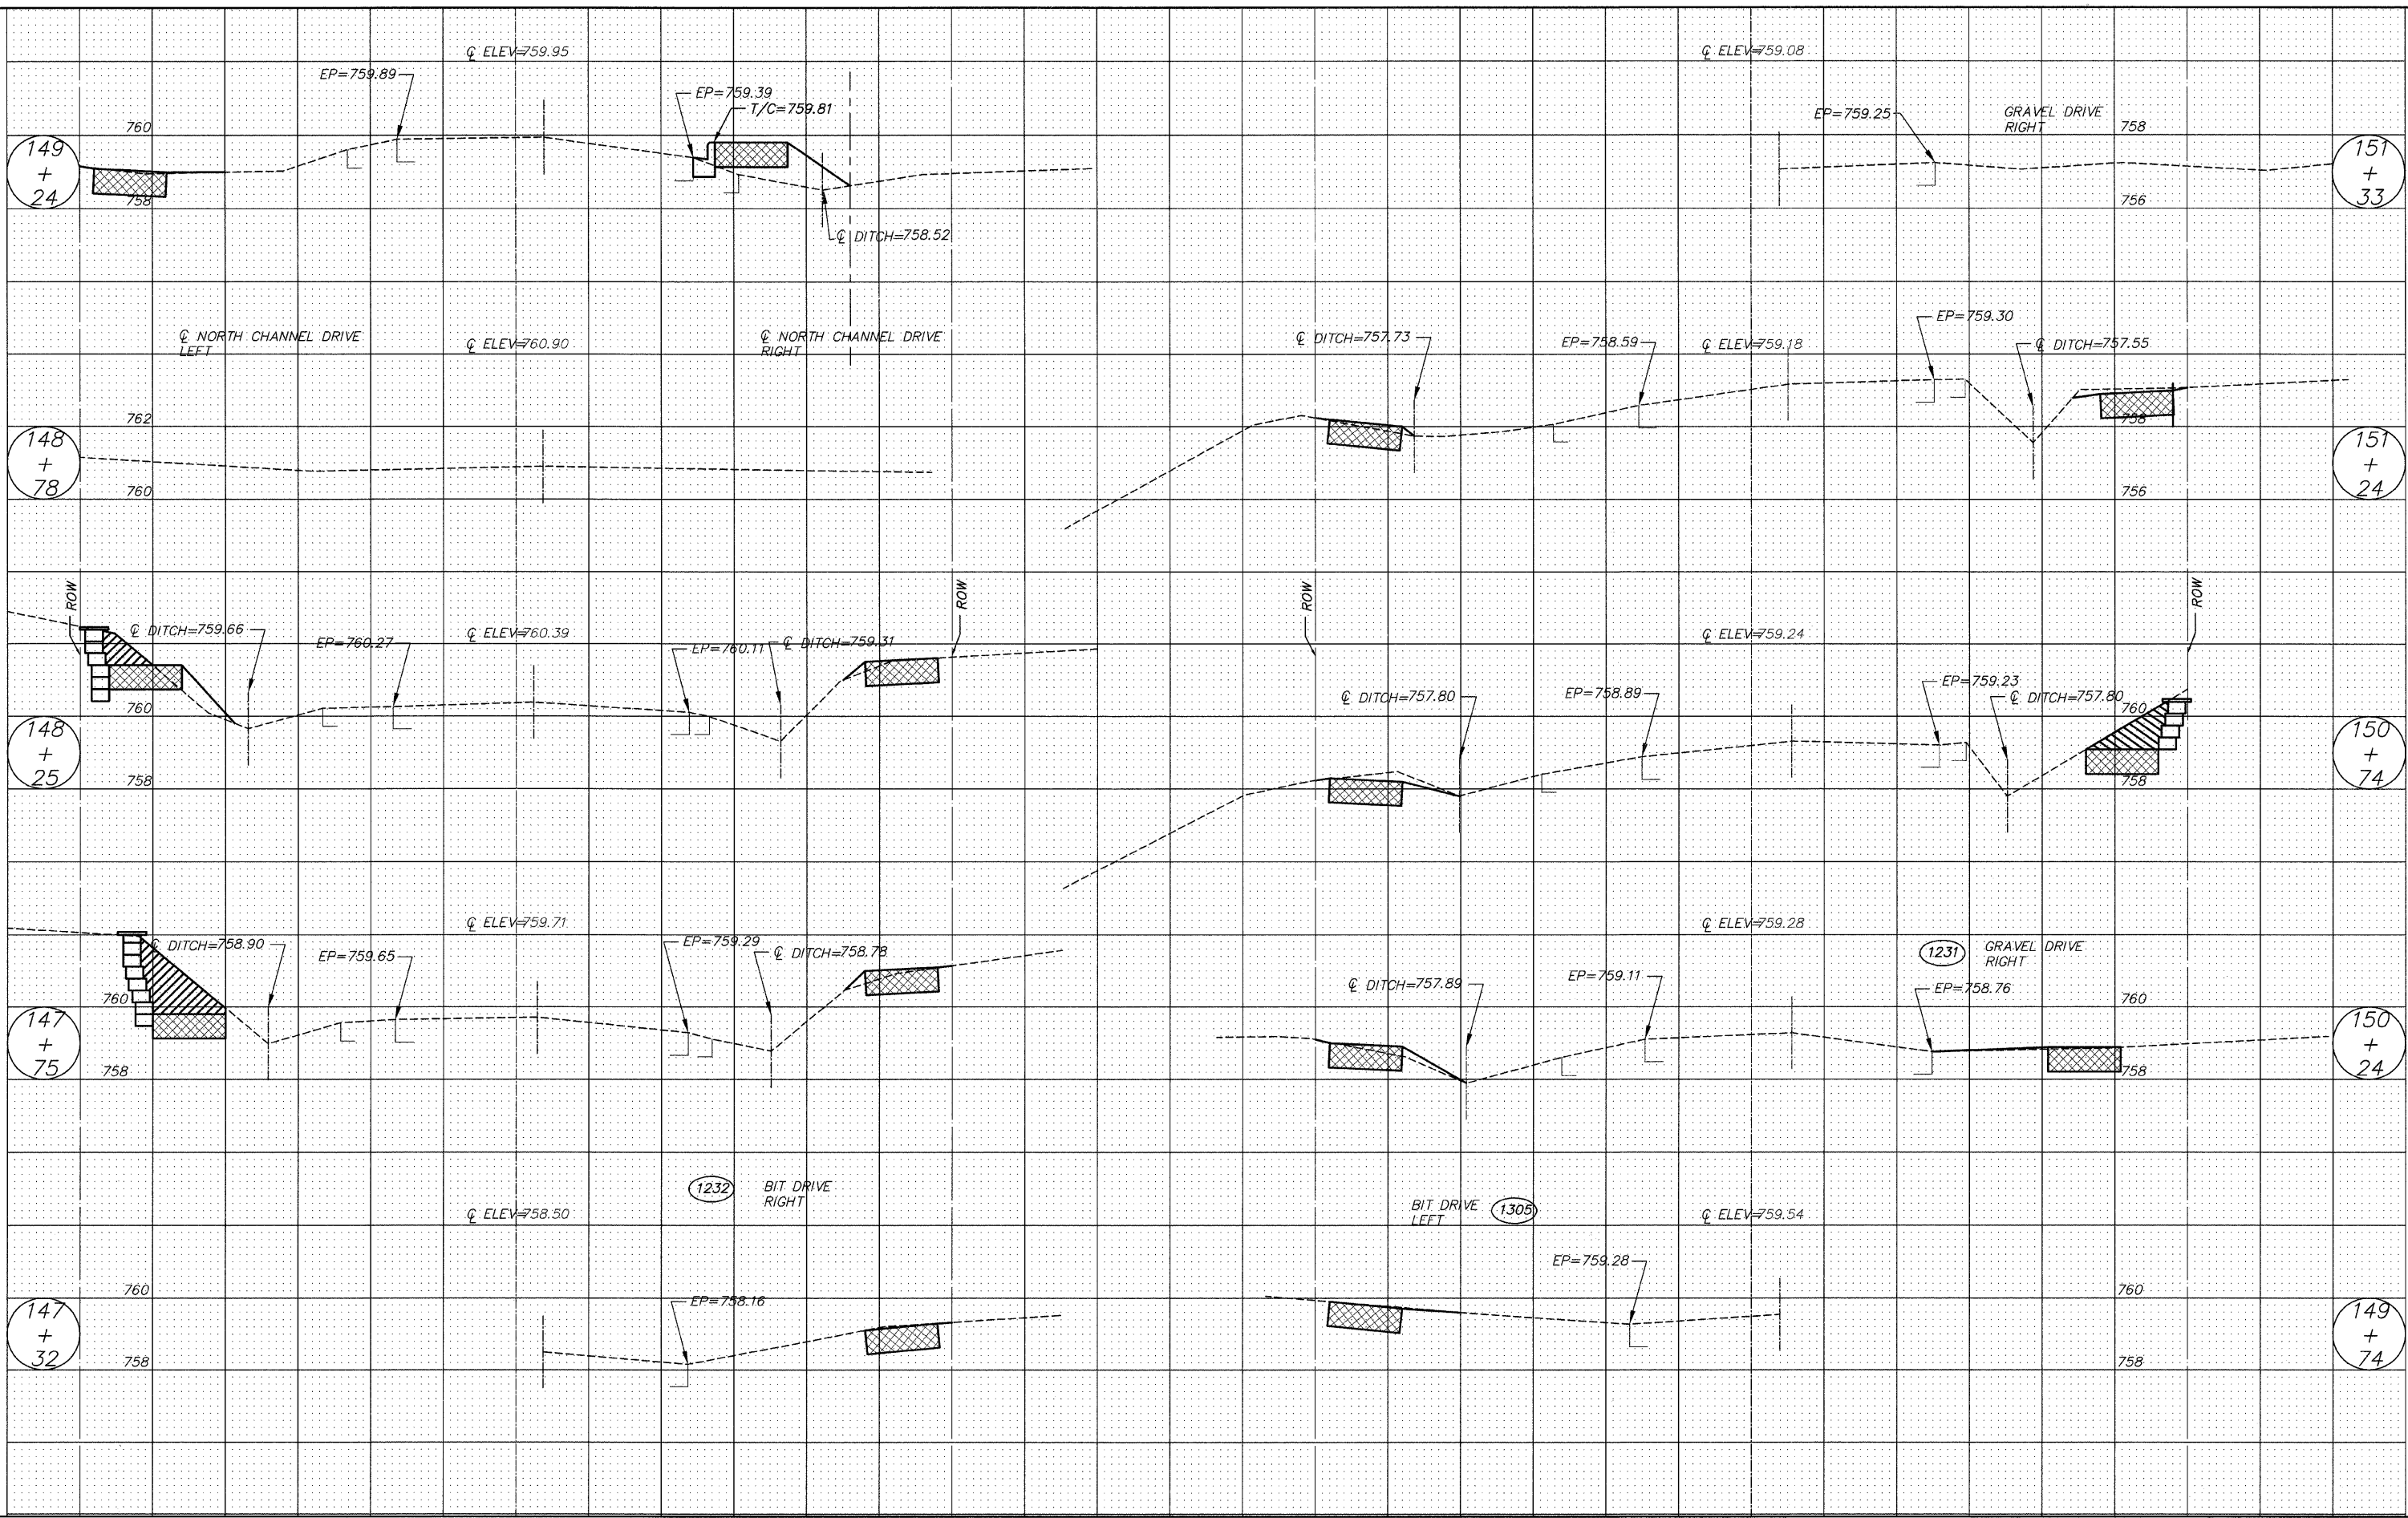 ℄ ELEV=759.95
EP=759.89
EP=759.39
T/C=759.81
760
149
+
24
758
℄ DITCH=758.52
℄ NORTH CHANNEL DRIVE
LEFT
℄ ELEV=760.90
℄ NORTH CHANNEL DRIVE
RIGHT
762
148
+
78
760
ROW
℄ DITCH=759.66
EP=760.27
℄ ELEV=760.39
EP=760.11
℄ DITCH=759.31
ROW
760
148
+
25
758
℄ ELEV=759.71
℄ DITCH=758.90
EP=759.65
EP=759.29
℄ DITCH=758.78
760
147
+
75
758
1232
BIT DRIVE
RIGHT
℄ ELEV=758.50
760
EP=758.16
147
+
32
758
℄ ELEV=759.08
EP=759.25
GRAVEL DRIVE
RIGHT
758
151
+
33
756
℄ DITCH=757.73
EP=758.59
℄ ELEV=759.18
EP=759.30
℄ DITCH=757.55
758
151
+
24
756
ROW
℄ ELEV=759.24
ROW
℄ DITCH=757.80
EP=758.89
EP=759.23
℄ DITCH=757.80
760
150
+
74
758
℄ ELEV=759.28
1231
GRAVEL DRIVE
RIGHT
℄ DITCH=757.89
EP=759.11
EP=758.76
760
150
+
24
758
BIT DRIVE
LEFT
1305
℄ ELEV=759.54
EP=759.28
760
149
+
74
758